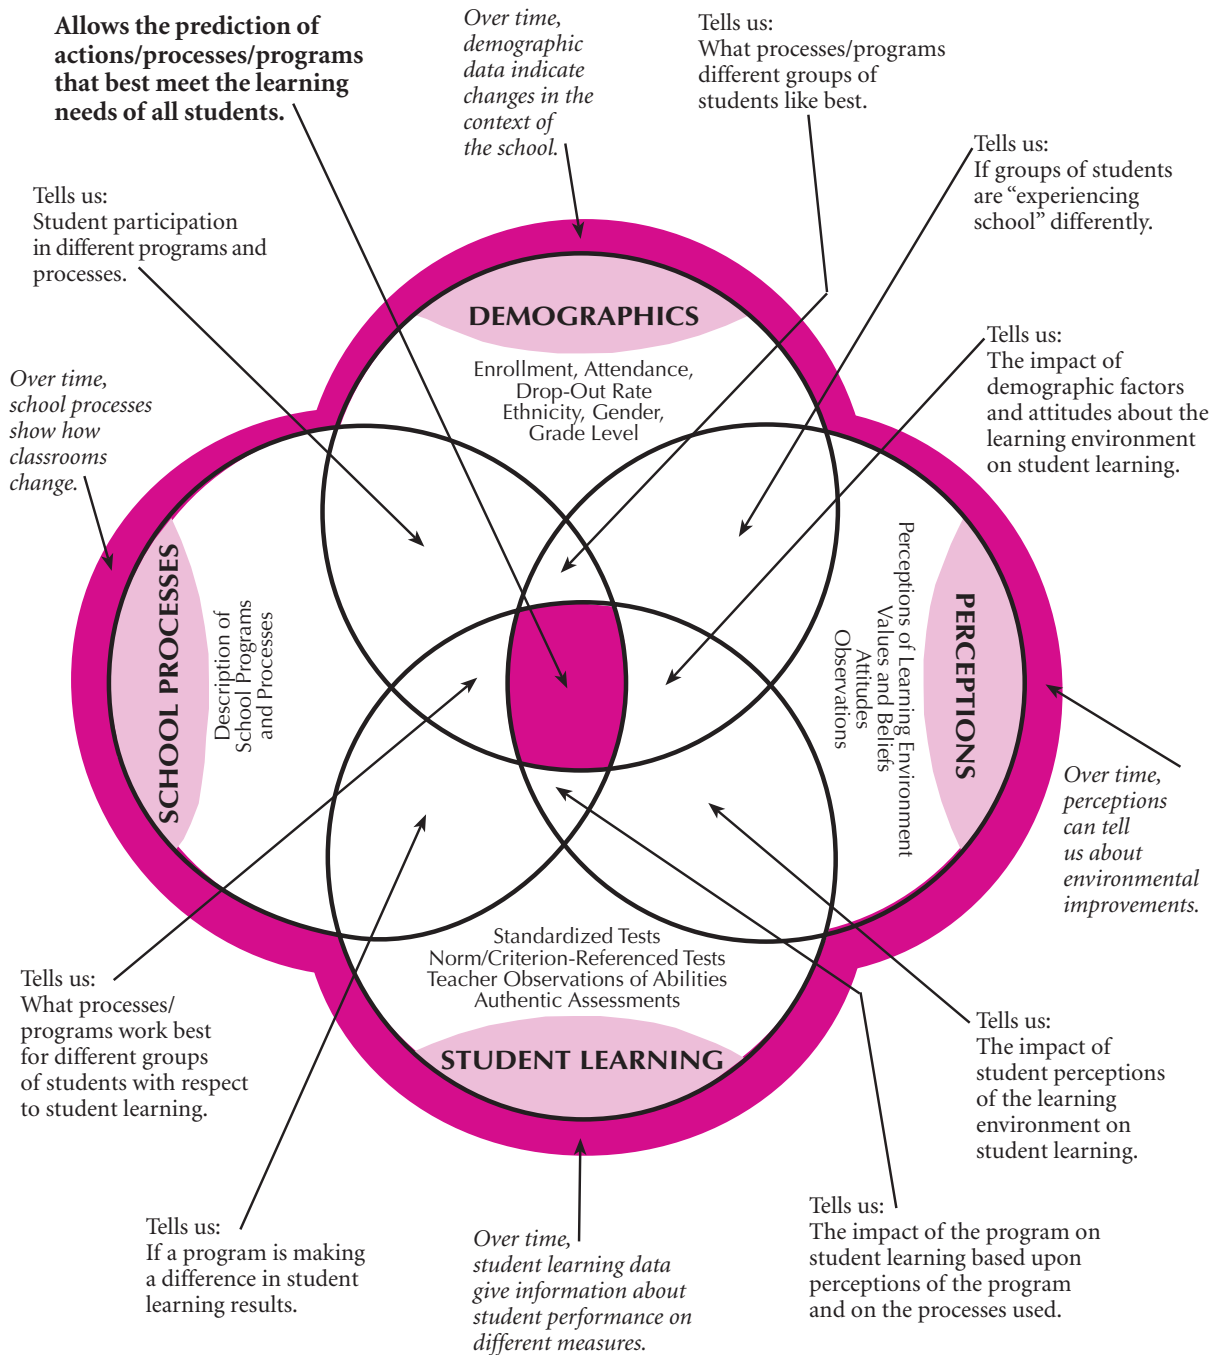 Allows the prediction of
actions/processes/programs
that best meet the learning
needs of all students.
Over time,
demographic
data indicate
changes in the
context of
the school.
Tells us:
What processes/programs
different groups of
students like best.
Tells us:
If groups of students
are “experiencing
school” differently.
Tells us:
Student participation
in different programs and
processes.
Tells us:
The impact of
demographic factors
and attitudes about the
learning environment
on student learning.
Over time,
school processes
show how
classrooms
change.
DEMOGRAPHICS
Enrollment, Attendance,
Drop-Out Rate
Ethnicity, Gender,
Grade Level
SCHOOL PROCESSES
Description of
School Programs
and Processes
PERCEPTIONS
Perceptions of Learning Environment
Values and Beliefs
Attitudes
Observations
Over time,
perceptions
can tell
us about
environmental
improvements.
Standardized Tests
Norm/Criterion-Referenced Tests
Teacher Observations of Abilities
Authentic Assessments
STUDENT LEARNING
Tells us:
What processes/
programs work best
for different groups
of students with respect
to student learning.
Tells us:
The impact of
student perceptions
of the learning
environment on
student learning.
Tells us:
If a program is making
a difference in student
learning results.
Over time,
student learning data
give information about
student performance on
different measures.
Tells us:
The impact of the program on
student learning based upon
perceptions of the program
and on the processes used.